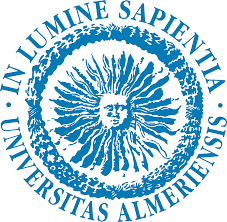 · IN LUMINE SAPIENTIA ·
UNIVERSITAS ALMERIENSIS